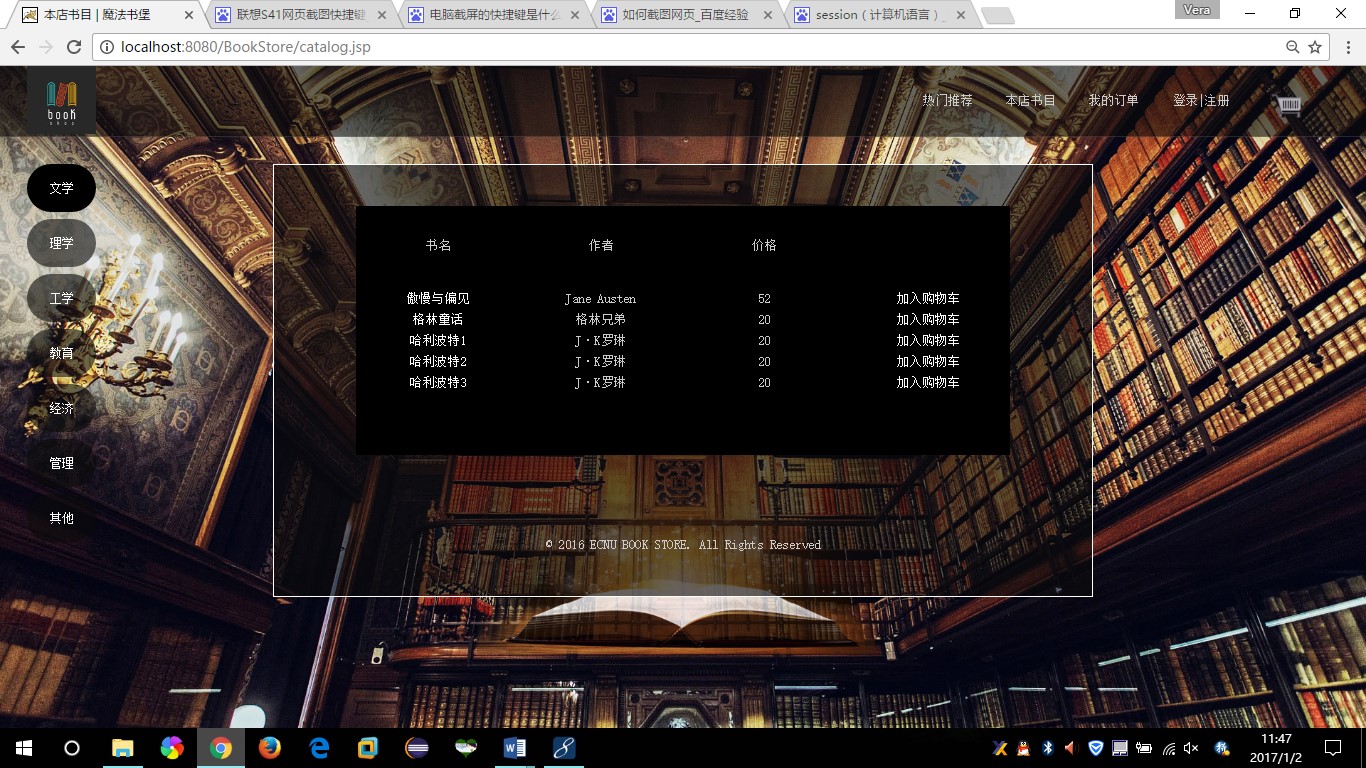 本店书目 | 魔法书堡
联想S41网页截图快捷键
电脑截屏的快捷键是什么
如何截图网页_百度经验
session（计算机语言）_
Vera
localhost:8080/BookStore/catalog.jsp
book
shop
热门推荐 本店书目 我的订单 登录|注册
文学
理学
工学
教育
经济
管理
其他
书名 作者 价格
傲慢与偏见 Jane Austen 52 加入购物车
格林童话 格林兄弟 20 加入购物车
哈利波特1 J·K罗琳 20 加入购物车
哈利波特2 J·K罗琳 20 加入购物车
哈利波特3 J·K罗琳 20 加入购物车
© 2016 ECNU BOOK STORE. All Rights Reserved
11:47
2017/1/2